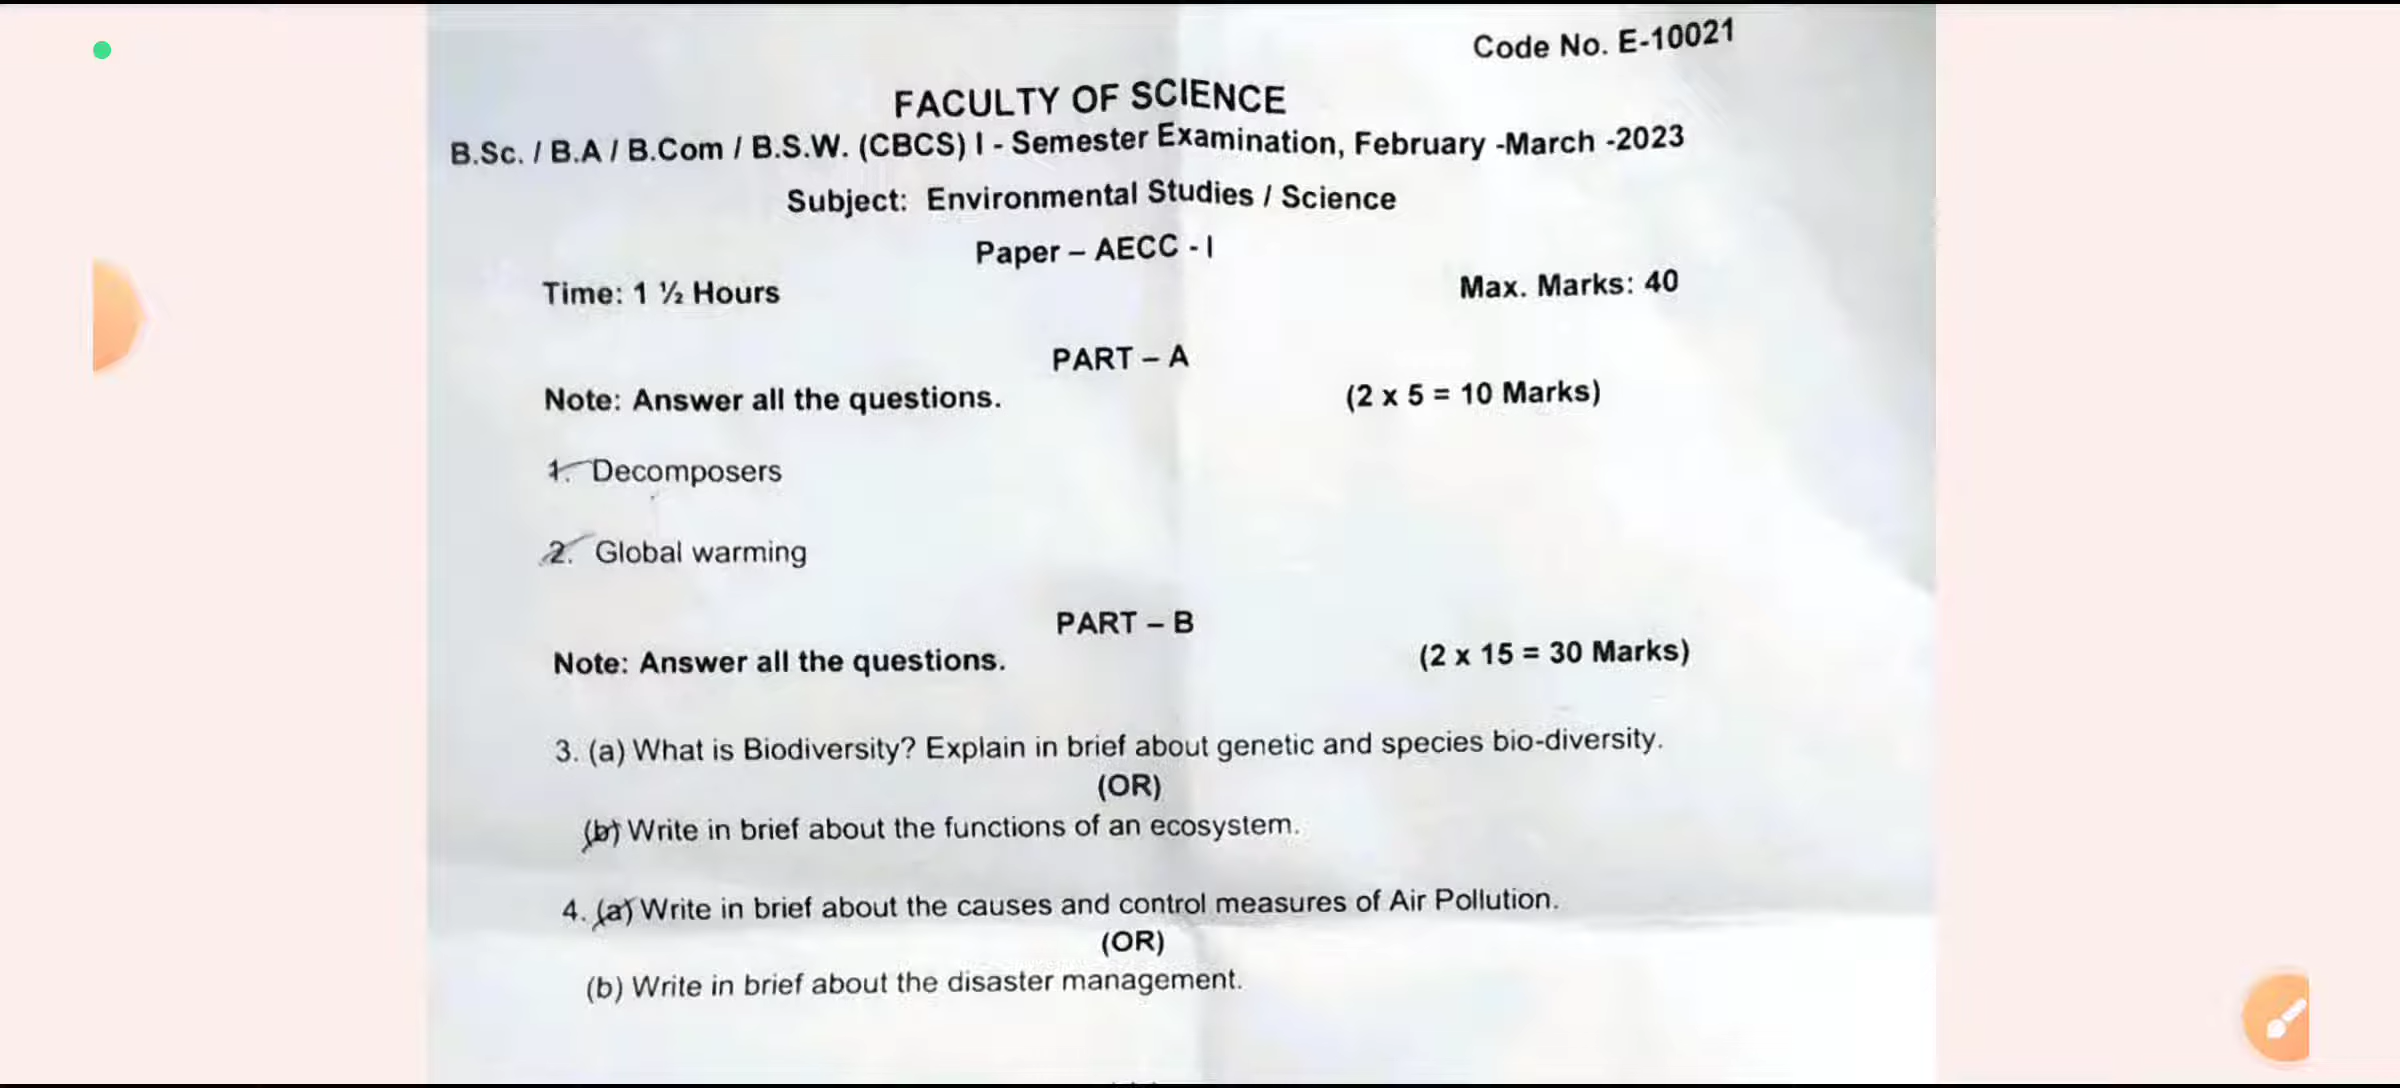 Code No. E-10021
FACULTY OF SCIENCE
B.Sc. / B.A / B.Com / B.S.W. (CBCS) I - Semester Examination, February -March -2023
Subject: Environmental Studies / Science
Paper – AECC - I
Time: 1 ½ Hours
Max. Marks: 40
PART – A
Note: Answer all the questions.
(2 x 5 = 10 Marks)
1. Decomposers
2. Global warming
PART – B
Note: Answer all the questions.
(2 x 15 = 30 Marks)
3. (a) What is Biodiversity? Explain in brief about genetic and species bio-diversity.
(OR)
(b) Write in brief about the functions of an ecosystem.
4. (a) Write in brief about the causes and control measures of Air Pollution.
(OR)
(b) Write in brief about the disaster management.